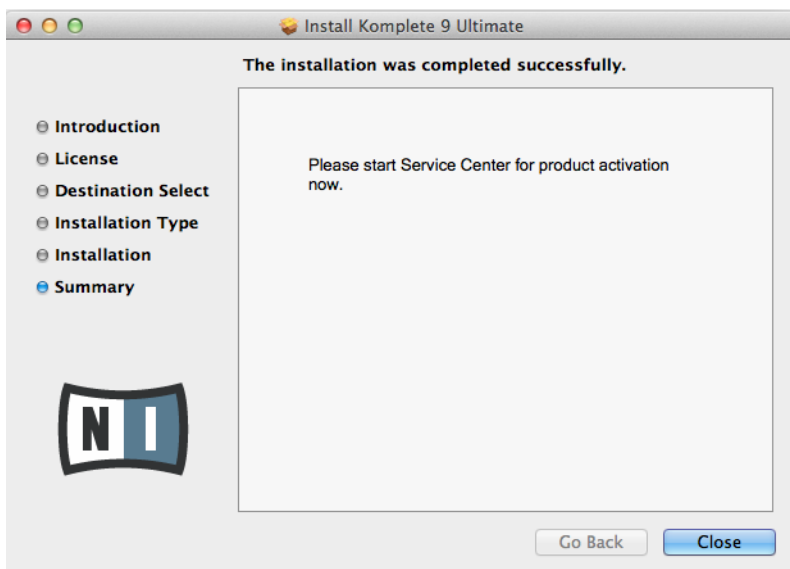 Install Komplete 9 Ultimate
The installation was completed successfully.
Introduction
License
Destination Select
Installation Type
Installation
Summary
Please start Service Center for product activation
now.
N I
Go Back
Close